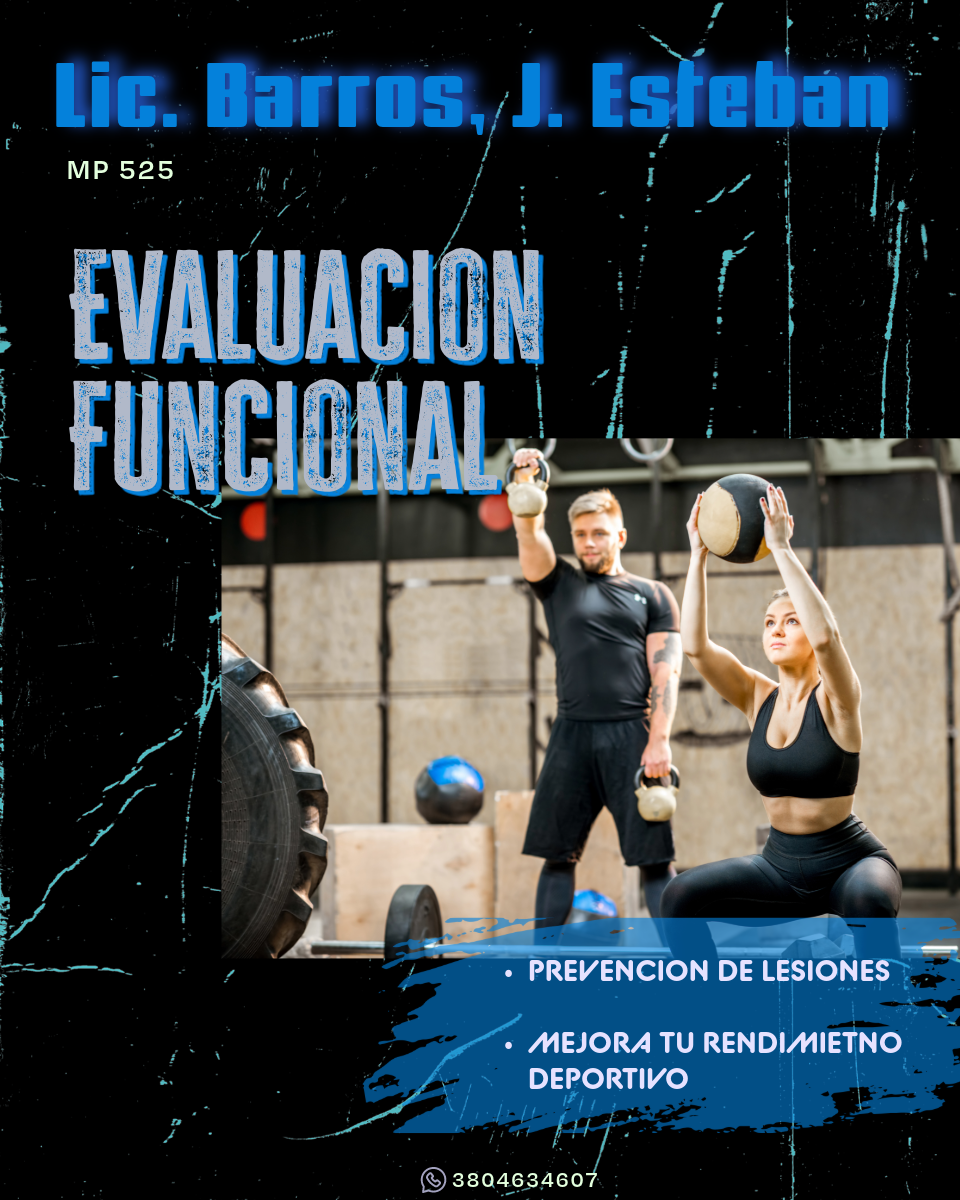 Lic. Barros, J. Esteban
MP 525
EVALUACION
FUNCIONAL
• PREVENCION DE LESIONES
• MEJORA TU RENDIMIETNO
DEPORTIVO
3804634607